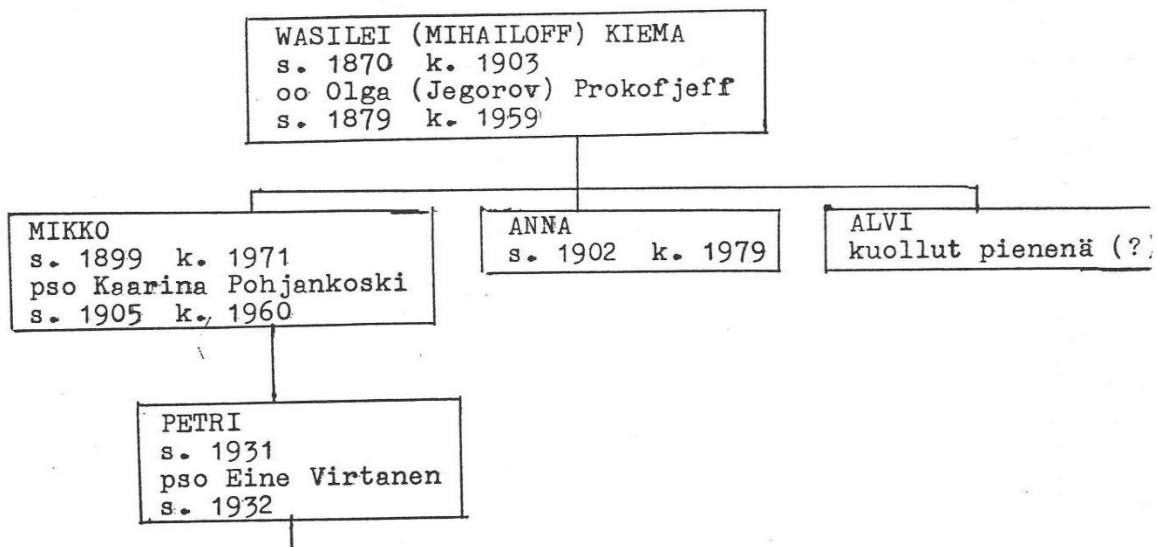 WASILEI (MIHAILOFF) KIEMA
s. 1870 k. 1903
oo Olga (Jegorov) Prokofjeff
s. 1879 k. 1959
MIKKO
s. 1899 k. 1971
pso Kaarina Pohjankoski
s. 1905 k. 1960
ANNA
s. 1902 k. 1979
ALVI
kuollut pienenä (?)
PETRI
s. 1931
pso Eine Virtanen
s. 1932